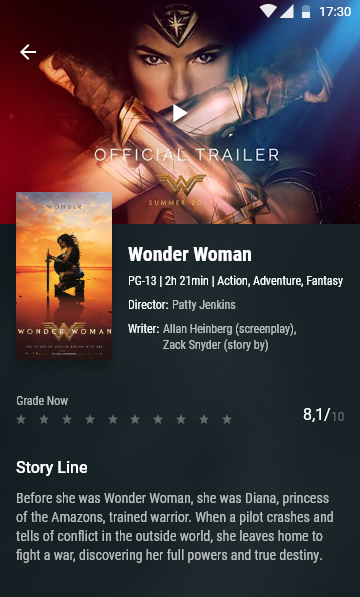 17:30
OFFICIAL TRAILER
SUMMER
WONDER
WONDER WOMAN
Wonder Woman
PG-13 | 2h 21min | Action, Adventure, Fantasy
Director: Patty Jenkins
Writer: Allan Heinberg (screenplay),
Zack Snyder (story by)
Grade Now
8,1/10
Story Line
Before she was Wonder Woman, she was Diana, princess
of the Amazons, trained warrior. When a pilot crashes and
tells of conflict in the outside world, she leaves home to
fight a war, discovering her full powers and true destiny.